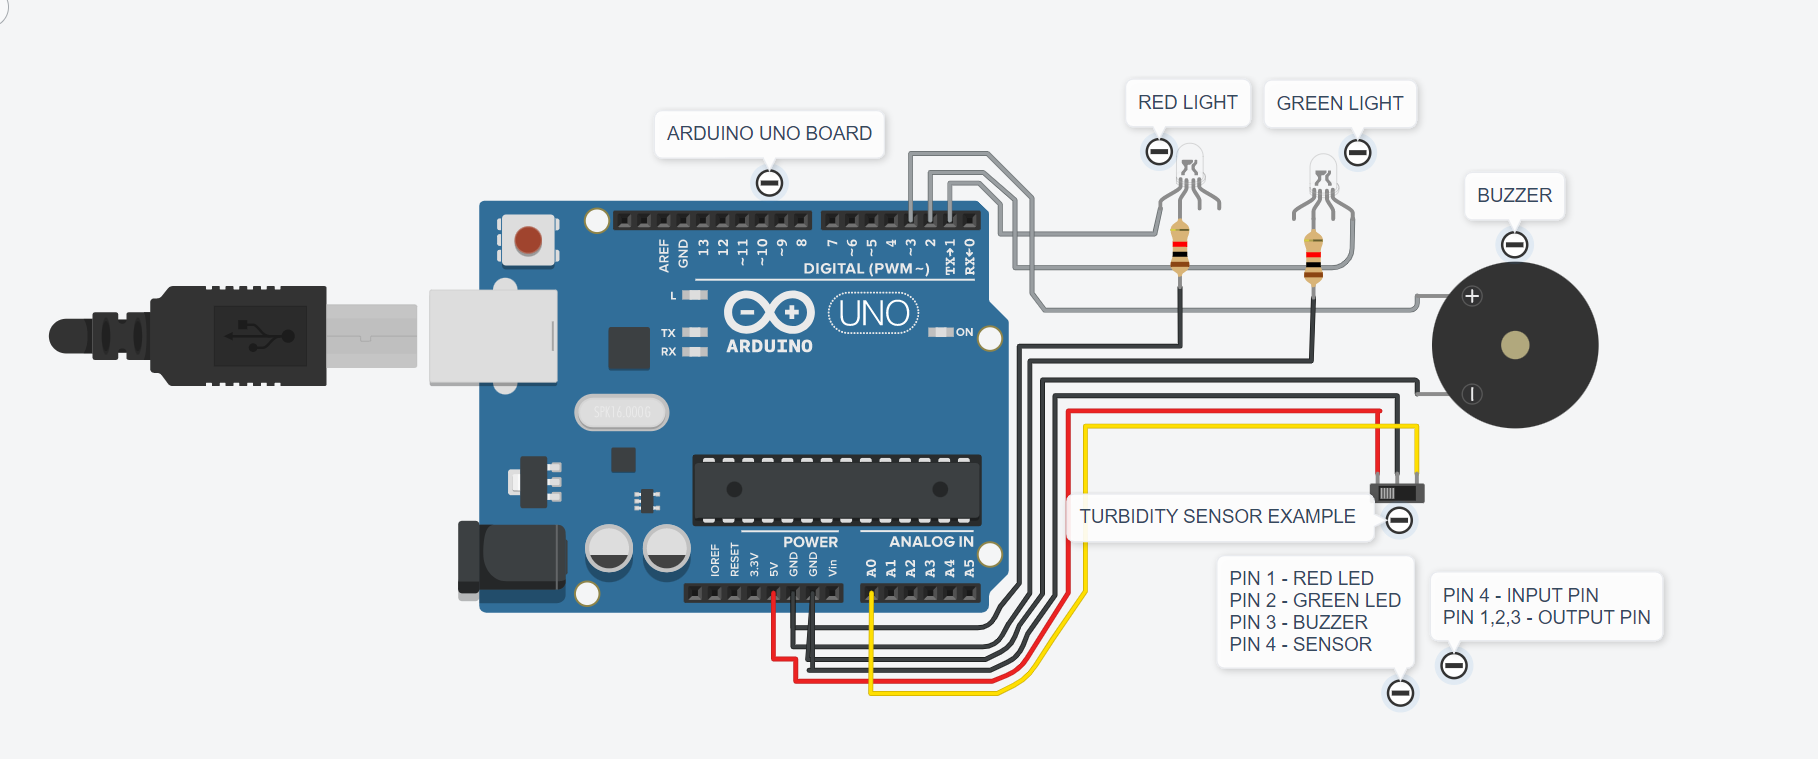 RED LIGHT
GREEN LIGHT
ARDUINO UNO BOARD
BUZZER
AREF
GND
13
12
~11
~10
~9
8
7
~6
~5
4
~3
2
TX→1
RX←0
DIGITAL (PWM ~)
L
TX
RX
UNO
ON
ARDUINO
SPK16.000G
TURBIDITY SENSOR EXAMPLE
POWER
ANALOG IN
IOREF
RESET
3.3V
5V
GND
GND
Vin
A0
A1
A2
A3
A4
A5
PIN 1 - RED LED
PIN 2 - GREEN LED
PIN 3 - BUZZER
PIN 4 - SENSOR
PIN 4 - INPUT PIN
PIN 1,2,3 - OUTPUT PIN